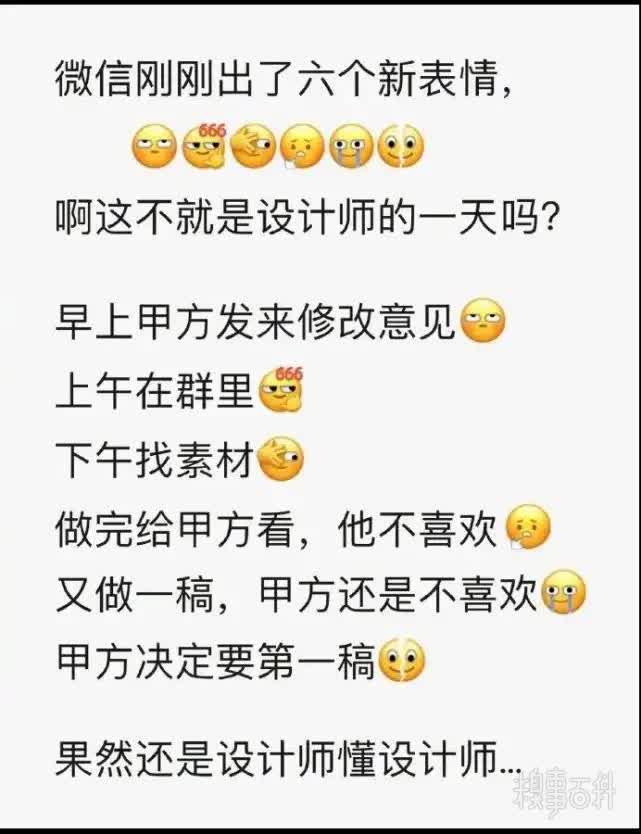 微信刚刚出了六个新表情，
🙄666🫣😮‍💨😭🙂
啊这不就是设计师的一天吗？
早上甲方发来修改意见🙄
上午在群里666
下午找素材🫣
做完给甲方看，他不喜欢😮‍💨
又做一稿，甲方还是不喜欢😭
甲方决定要第一稿🙂
果然还是设计师懂设计师...
糗事百科